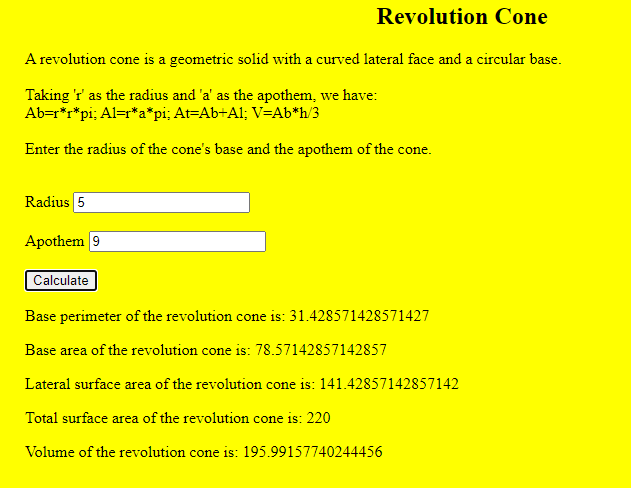 Revolution Cone
A revolution cone is a geometric solid with a curved lateral face and a circular base.
Taking 'r' as the radius and 'a' as the apothem, we have:
Ab=r*r*pi; Al=r*a*pi; At=Ab+Al; V=Ab*h/3
Enter the radius of the cone's base and the apothem of the cone.
Radius 5
Apothem 9
Calculate
Base perimeter of the revolution cone is: 31.428571428571427
Base area of the revolution cone is: 78.57142857142857
Lateral surface area of the revolution cone is: 141.42857142857142
Total surface area of the revolution cone is: 220
Volume of the revolution cone is: 195.99157740244456